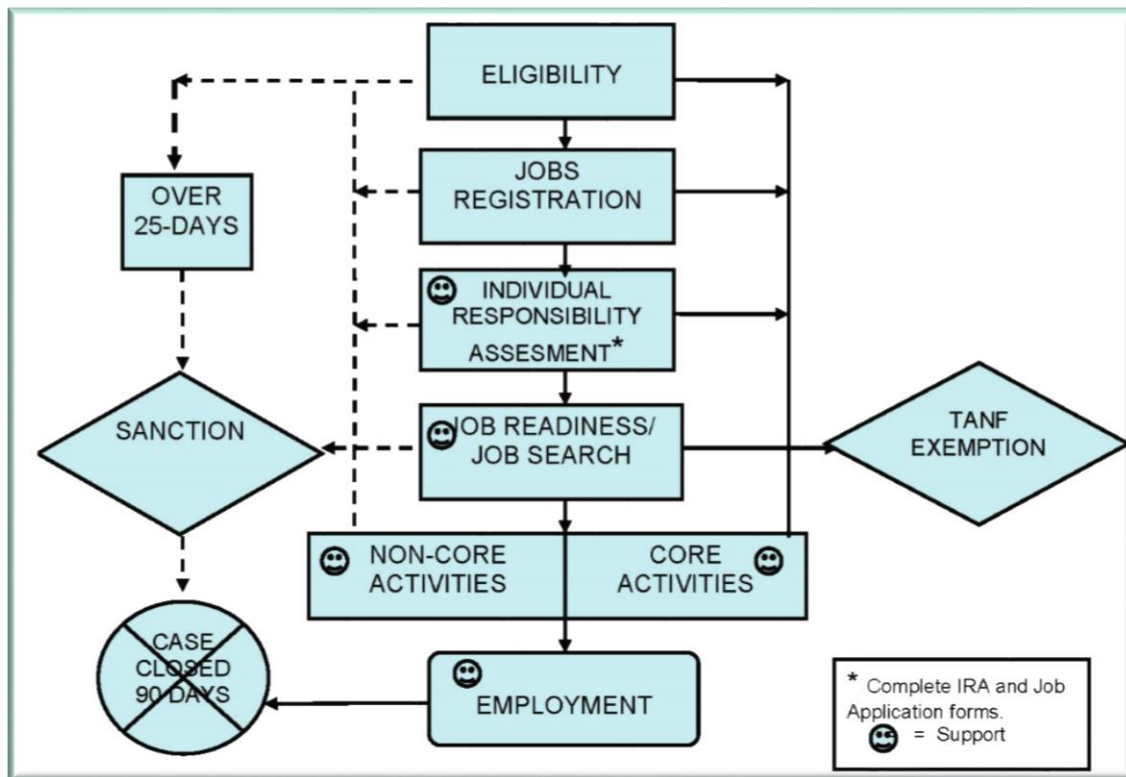 ELIGIBILITY
JOBS
REGISTRATION
OVER
25-DAYS
INDIVIDUAL
RESPONSIBILITY
ASSESMENT*
SANCTION
JOB READINESS/
JOB SEARCH
TANF
EXEMPTION
NON-CORE
ACTIVITIES
CORE
ACTIVITIES
CASE
CLOSED
90 DAYS
EMPLOYMENT
* Complete IRA and Job
Application forms.
= Support